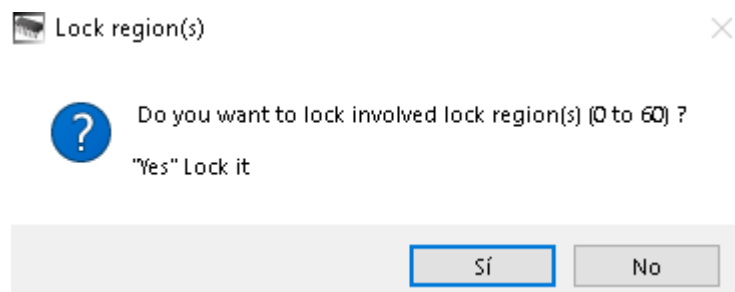 Lock region(s)
Do you want to lock involved lock region(s) (0 to 60) ?
"Yes" Lock it
Sí
No